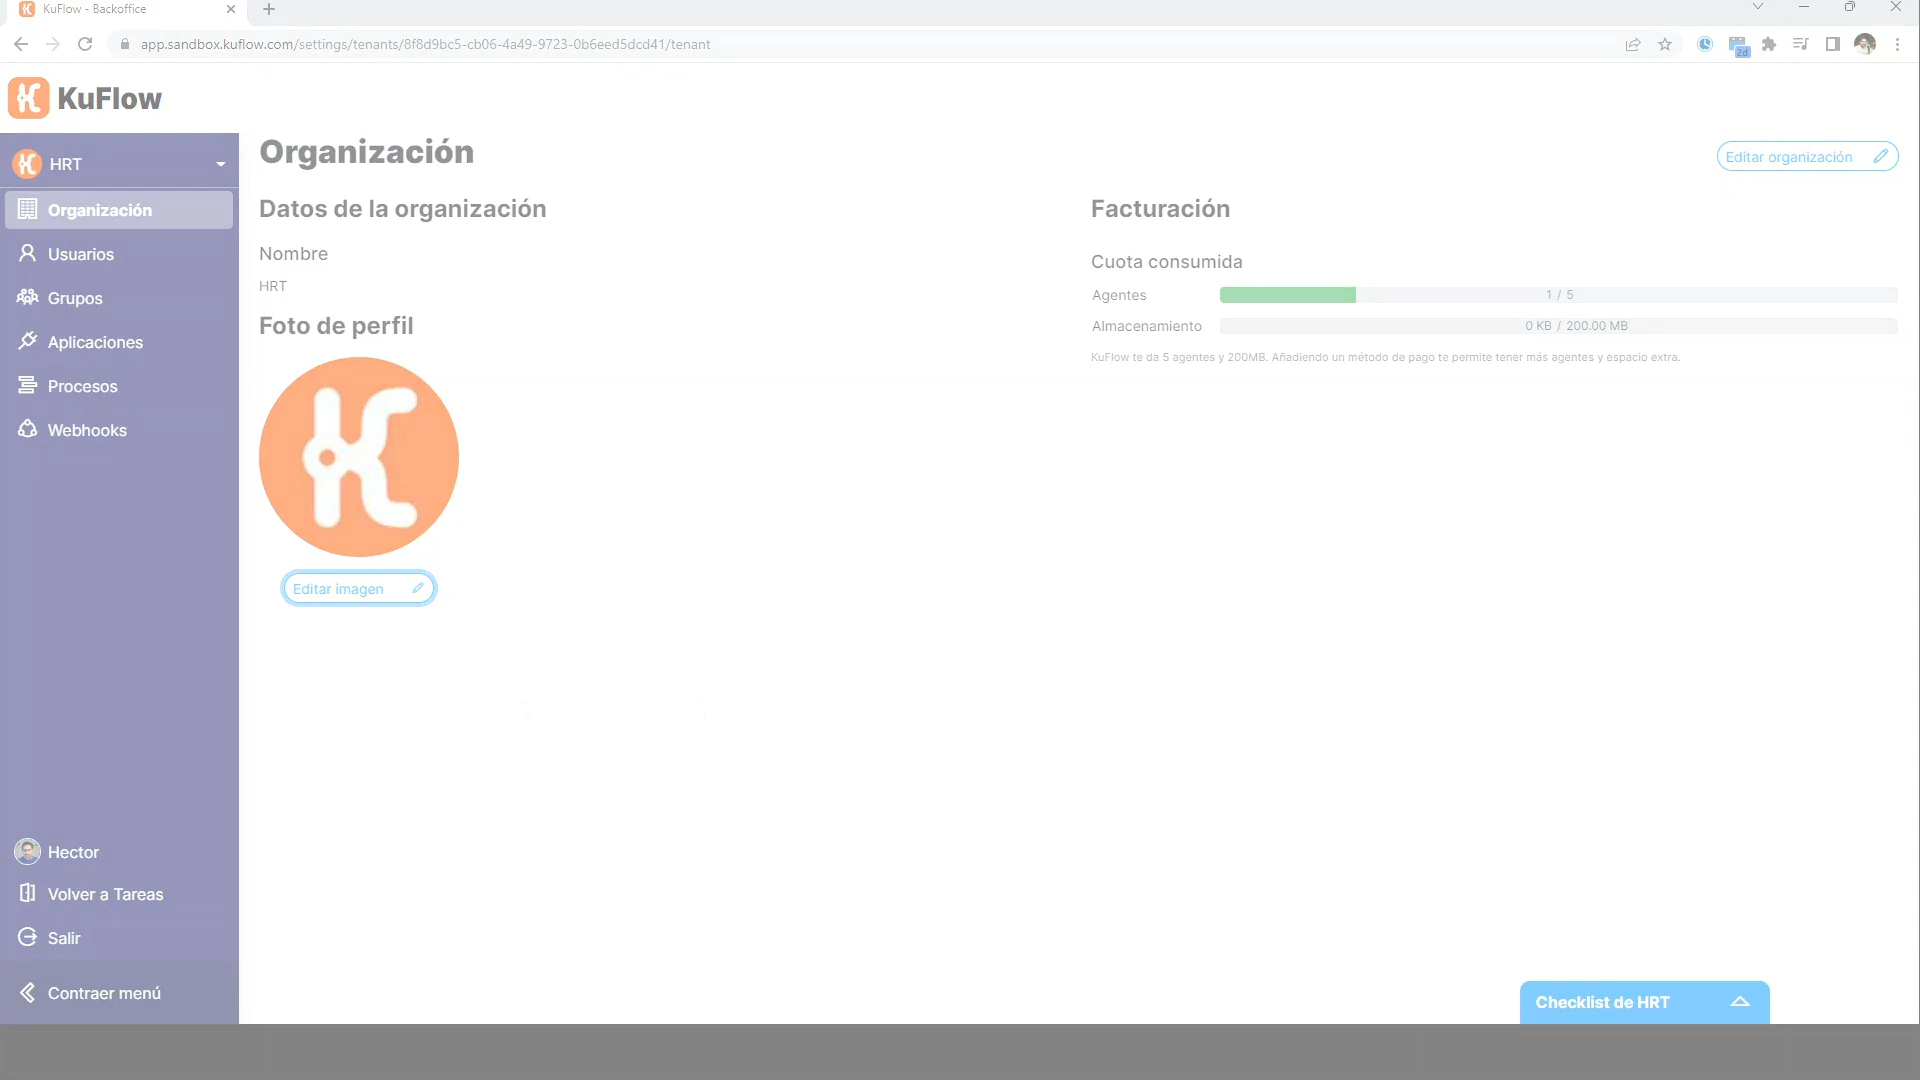 KuFlow - Backoffice
app.sandbox.kuflow.com/settings/tenants/8f8d9bc5-cb06-4a49-9723-0b6eed5dcd41/tenant
2d
KuFlow
HRT
Organización
Usuarios
Grupos
Aplicaciones
Procesos
Webhooks
Hector
Volver a Tareas
Salir
Contraer menú
Organización
Editar organización
Datos de la organización
Nombre
HRT
Foto de perfil
Editar imagen
Facturación
Cuota consumida
Agentes 1 / 5
Almacenamiento 0 KB / 200.00 MB
KuFlow te da 5 agentes y 200MB. Añadiendo un método de pago te permite tener más agentes y espacio extra.
Checklist de HRT